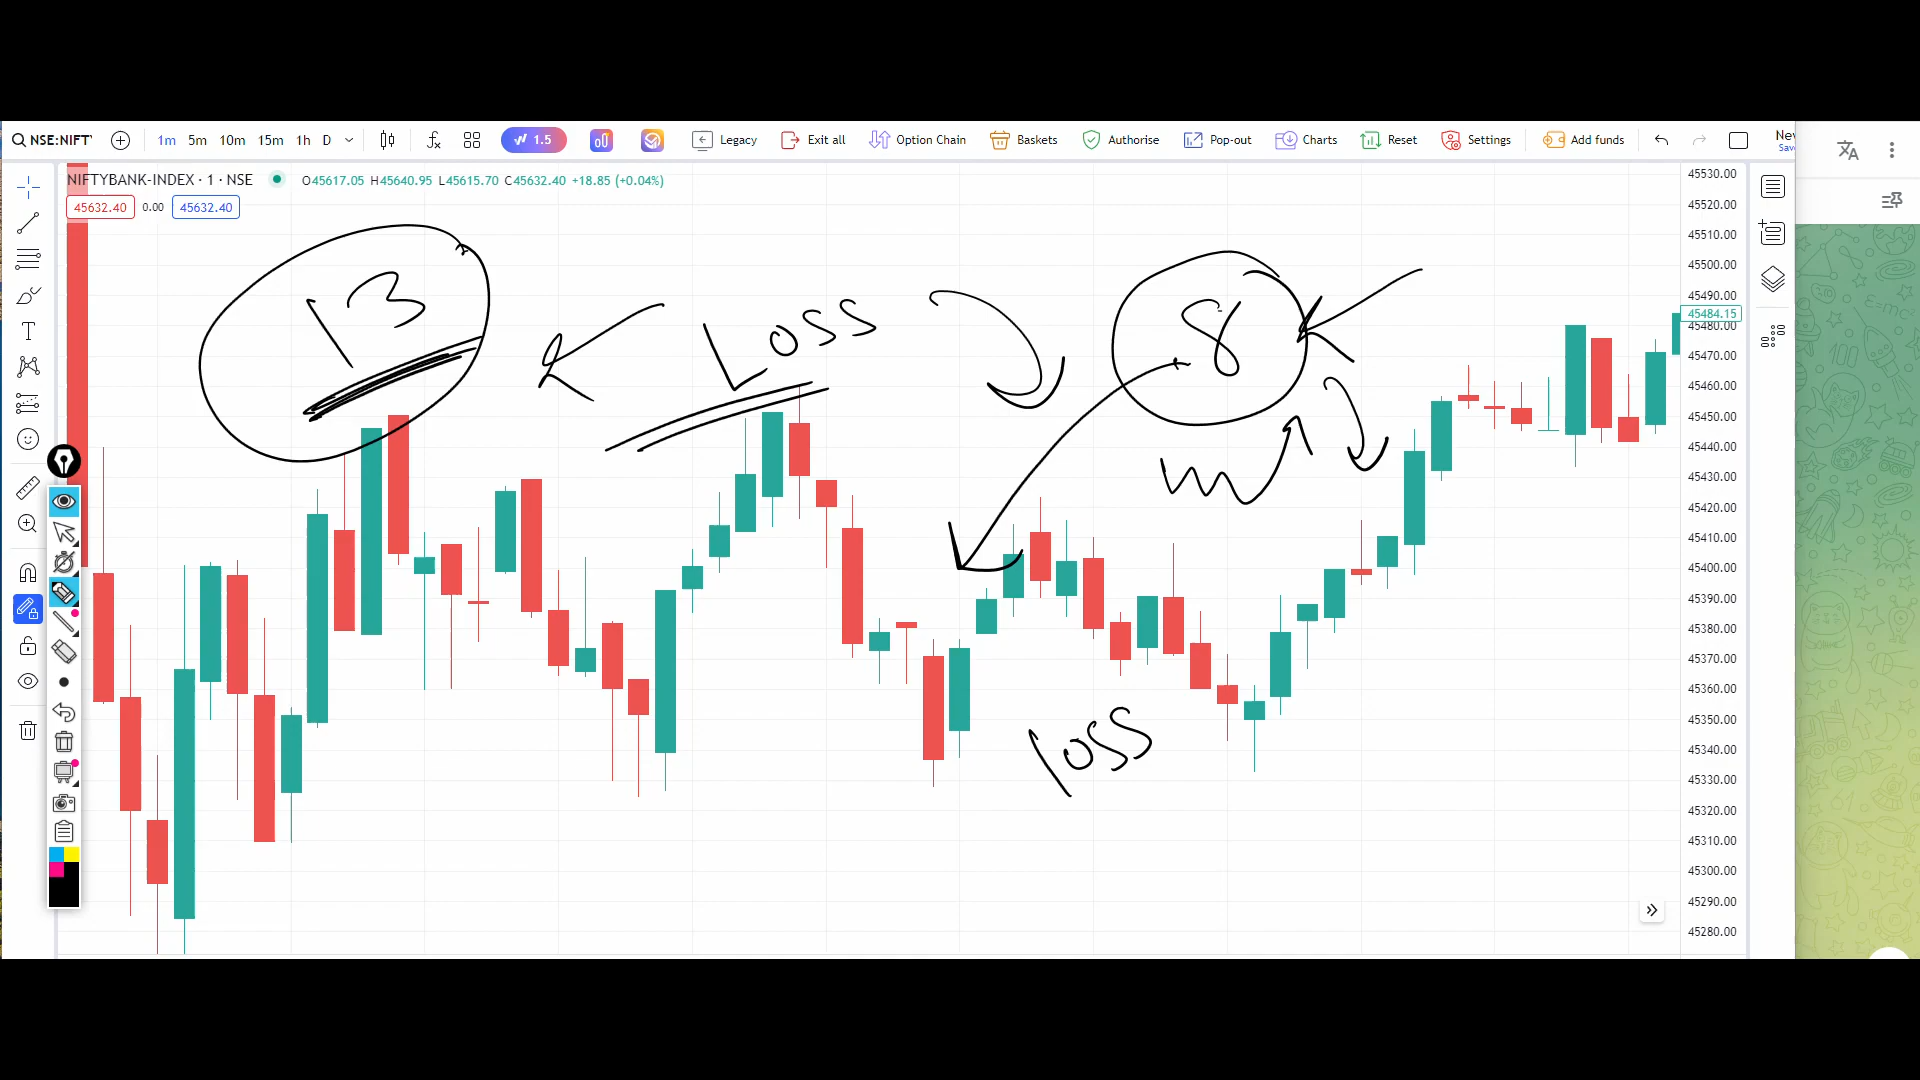 NSE:NIFTY
1m 5m 10m 15m 1h D
1.5
Legacy
Exit all
Option Chain
Baskets
Authorise
Pop-out
Charts
Reset
Settings
Add funds
Sav
NIFTYBANK-INDEX · 1 · NSE
O45617.05 H45640.95 L45615.70 C45632.40 +18.85 (+0.04%)
45632.40 0.00 45632.40
13
Loss
8
loss
45530.00
45520.00
45510.00
45500.00
45490.00
45484.15
45480.00
45470.00
45460.00
45450.00
45440.00
45430.00
45420.00
45410.00
45400.00
45390.00
45380.00
45370.00
45360.00
45350.00
45340.00
45330.00
45320.00
45310.00
45300.00
45290.00
45280.00